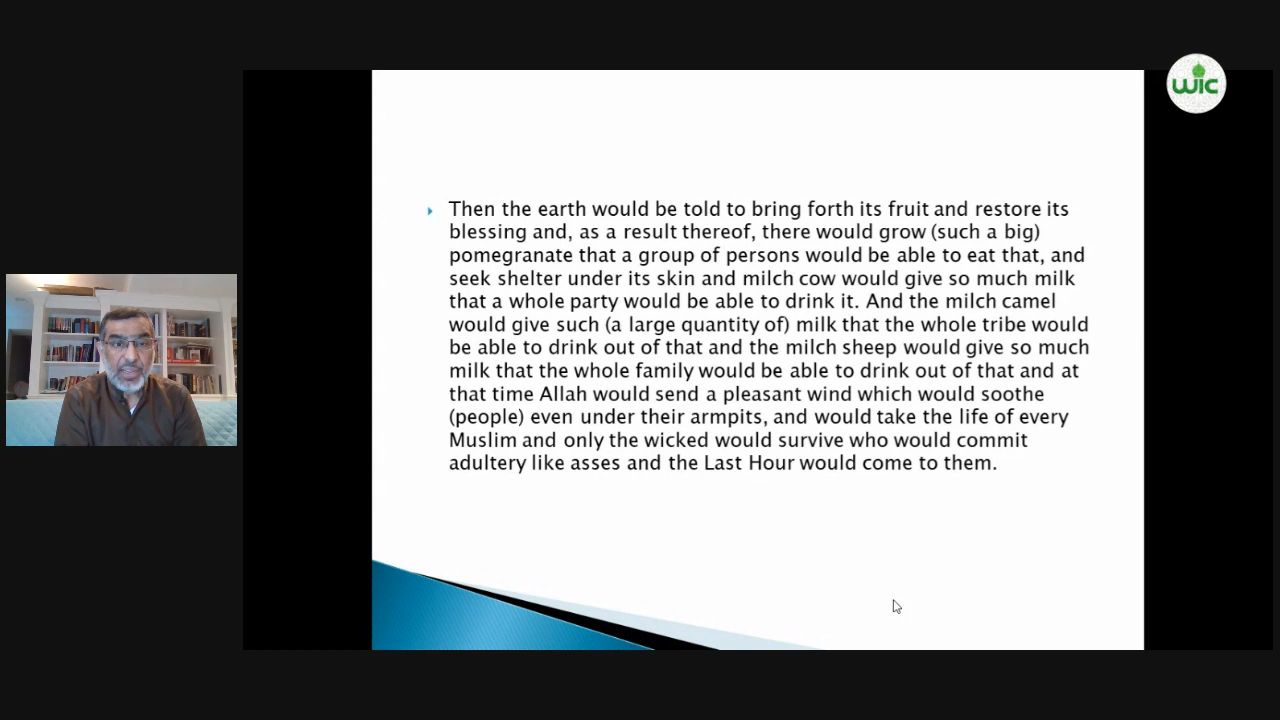 WIC
Then the earth would be told to bring forth its fruit and restore its
blessing and, as a result thereof, there would grow (such a big)
pomegranate that a group of persons would be able to eat that, and
seek shelter under its skin and milch cow would give so much milk
that a whole party would be able to drink it. And the milch camel
would give such (a large quantity of) milk that the whole tribe would
be able to drink out of that and the milch sheep would give so much
milk that the whole family would be able to drink out of that and at
that time Allah would send a pleasant wind which would soothe
(people) even under their armpits, and would take the life of every
Muslim and only the wicked would survive who would commit
adultery like asses and the Last Hour would come to them.